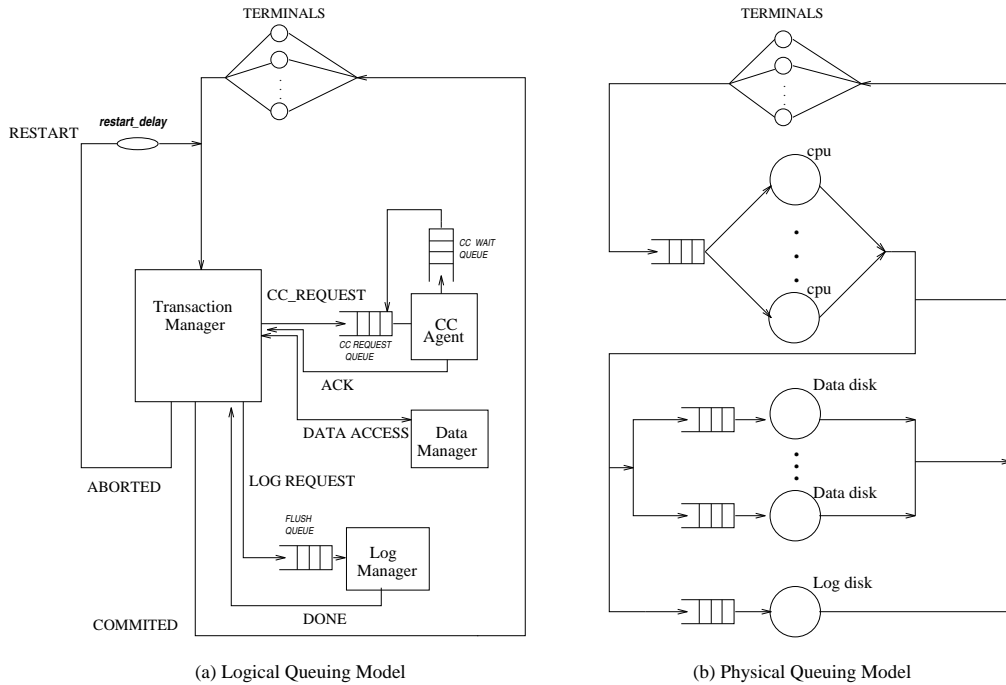 TERMINALS
restart_delay
RESTART
CC WAIT
QUEUE
Transaction
Manager
CC_REQUEST
CC REQUEST
QUEUE
CC
Agent
ACK
DATA ACCESS
Data
Manager
ABORTED
LOG REQUEST
FLUSH
QUEUE
Log
Manager
DONE
COMMITED
(a) Logical Queuing Model
TERMINALS
cpu
cpu
Data disk
Data disk
Log disk
(b) Physical Queuing Model